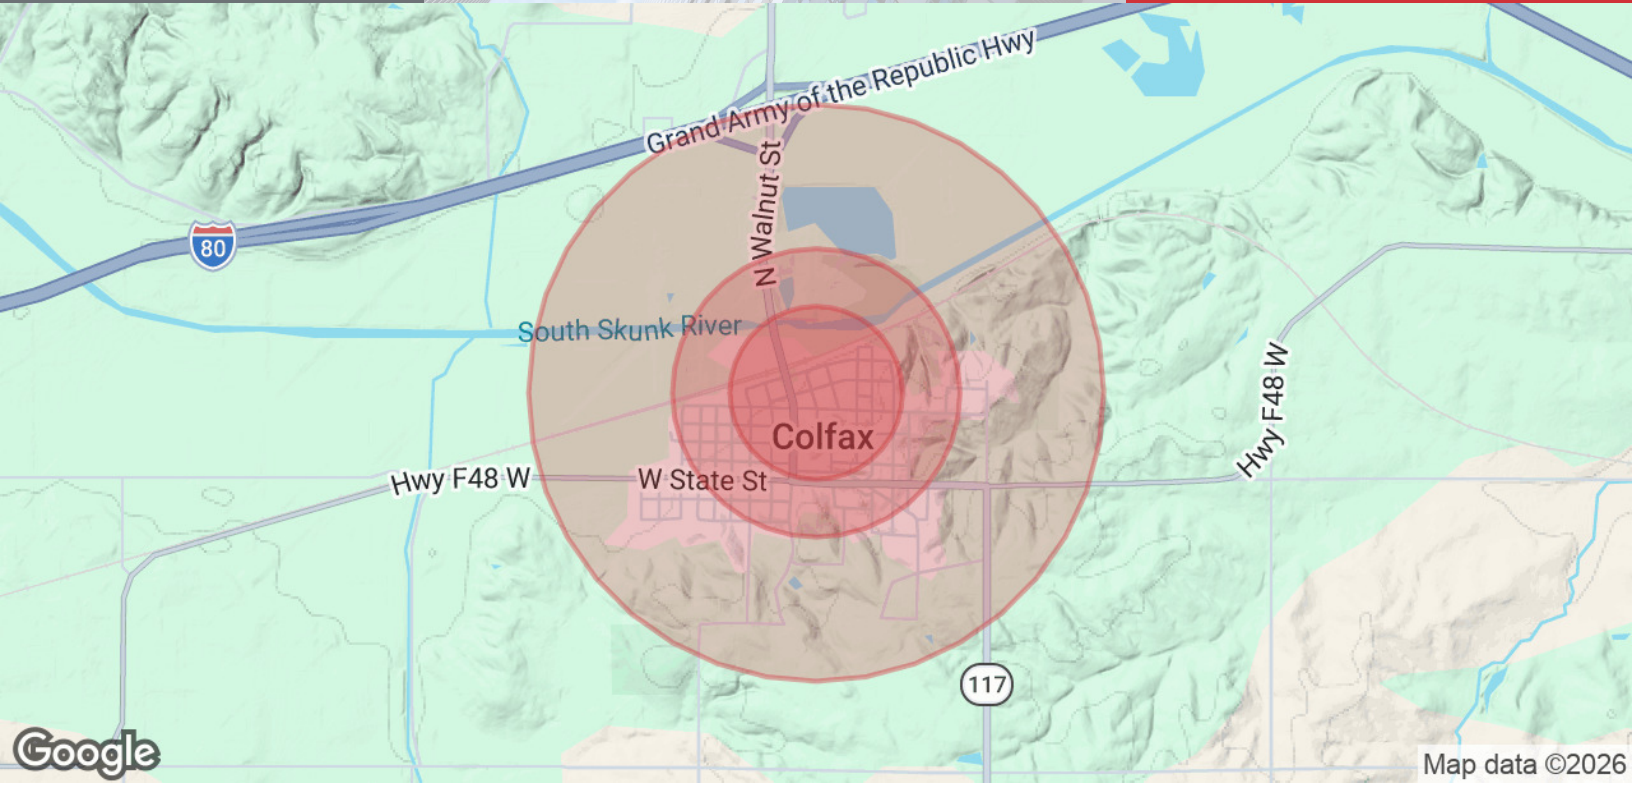 Grand Army of the Republic Hwy
N Walnut St
80
South Skunk River
Hwy F48 W
Colfax
Hwy F48 W
W State St
117
Google
Map data ©2026